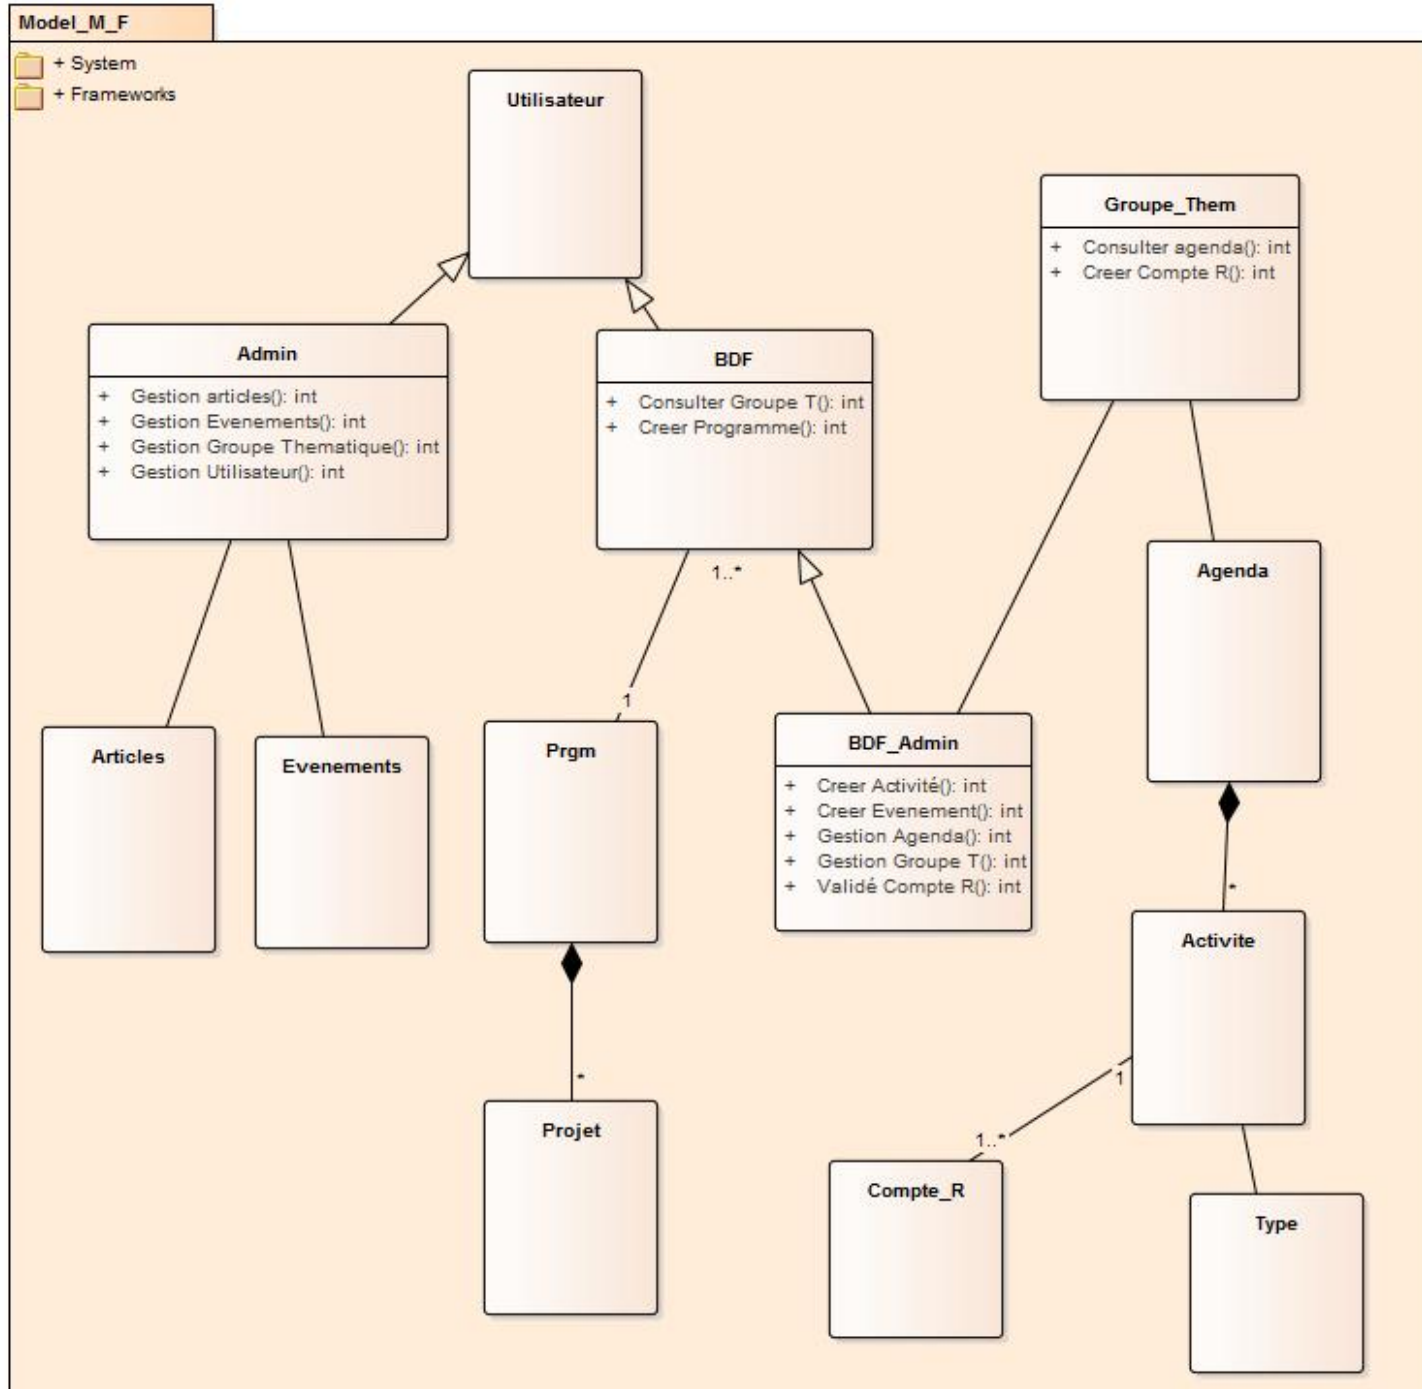 Model_M_F
+ System
+ Frameworks
Utilisateur
Groupe_Them
+ Consulter agenda(): int
+ Creer Compte R(): int
Admin
+ Gestion articles(): int
+ Gestion Evenements(): int
+ Gestion Groupe Thematique(): int
+ Gestion Utilisateur(): int
BDF
+ Consulter Groupe T(): int
+ Creer Programme(): int
1..*
1
Agenda
Articles
Evenements
Prgm
BDF_Admin
+ Creer Activité(): int
+ Creer Evenement(): int
+ Gestion Agenda(): int
+ Gestion Groupe T(): int
+ Validé Compte R(): int
*
Activite
*
Projet
1
1..*
Compte_R
Type